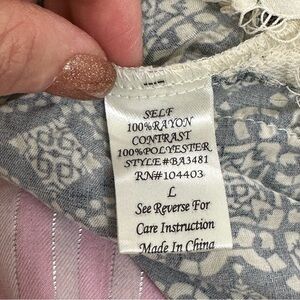 SELF
100%RAYON
CONTRAST
100%POLYESTER
STYLE#BA3481
RN#104403
L
See Reverse For
Care Instruction
Made In China